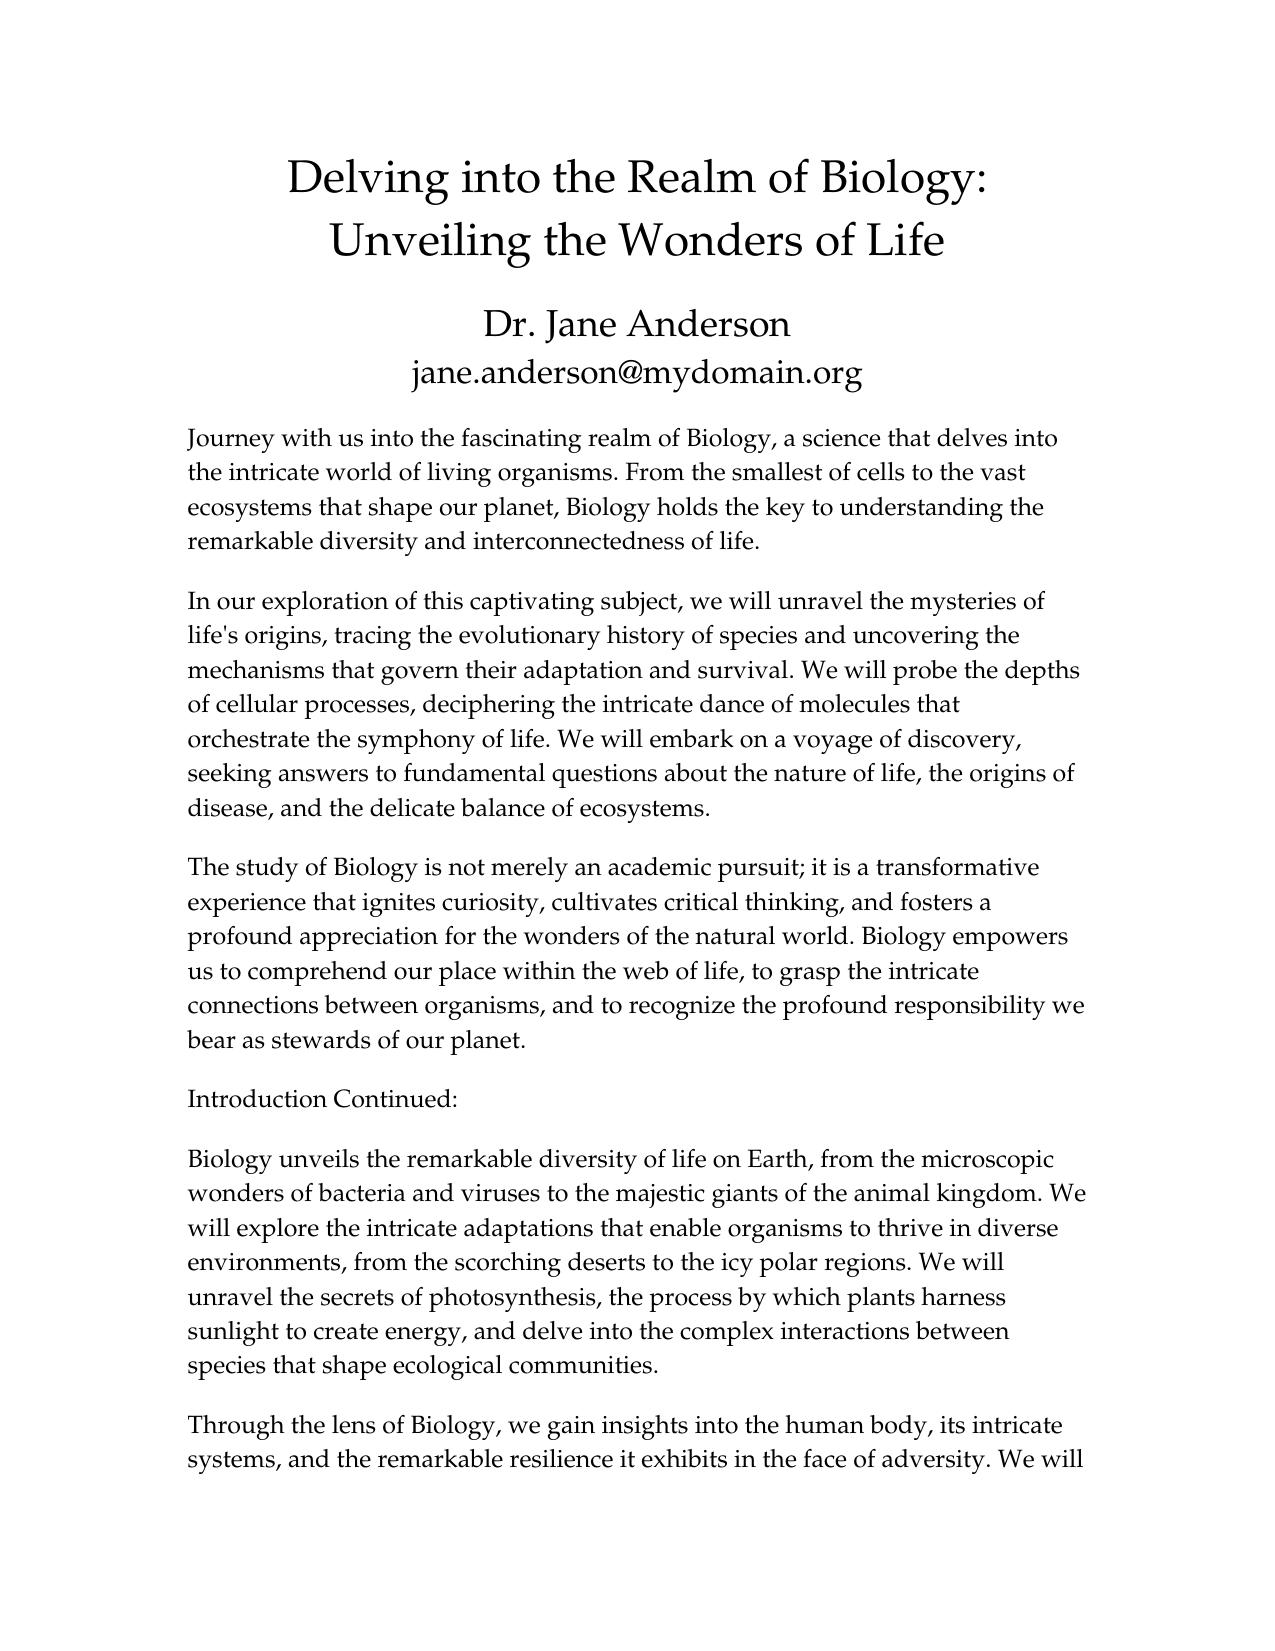 Delving into the Realm of Biology:
Unveiling the Wonders of Life
Dr. Jane Anderson
jane.anderson@mydomain.org
Journey with us into the fascinating realm of Biology, a science that delves into
the intricate world of living organisms. From the smallest of cells to the vast
ecosystems that shape our planet, Biology holds the key to understanding the
remarkable diversity and interconnectedness of life.
In our exploration of this captivating subject, we will unravel the mysteries of
life's origins, tracing the evolutionary history of species and uncovering the
mechanisms that govern their adaptation and survival. We will probe the depths
of cellular processes, deciphering the intricate dance of molecules that
orchestrate the symphony of life. We will embark on a voyage of discovery,
seeking answers to fundamental questions about the nature of life, the origins of
disease, and the delicate balance of ecosystems.
The study of Biology is not merely an academic pursuit; it is a transformative
experience that ignites curiosity, cultivates critical thinking, and fosters a
profound appreciation for the wonders of the natural world. Biology empowers
us to comprehend our place within the web of life, to grasp the intricate
connections between organisms, and to recognize the profound responsibility we
bear as stewards of our planet.
Introduction Continued:
Biology unveils the remarkable diversity of life on Earth, from the microscopic
wonders of bacteria and viruses to the majestic giants of the animal kingdom. We
will explore the intricate adaptations that enable organisms to thrive in diverse
environments, from the scorching deserts to the icy polar regions. We will
unravel the secrets of photosynthesis, the process by which plants harness
sunlight to create energy, and delve into the complex interactions between
species that shape ecological communities.
Through the lens of Biology, we gain insights into the human body, its intricate
systems, and the remarkable resilience it exhibits in the face of adversity. We will